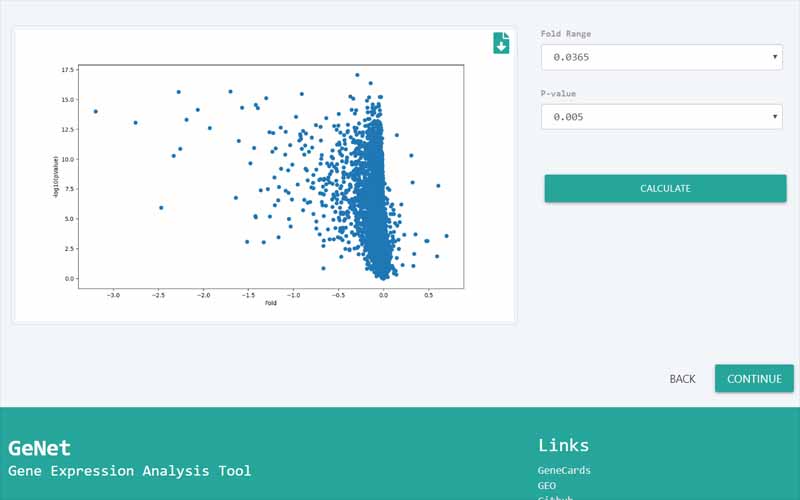 Fold Range
0.0365
P-value
0.005
CALCULATE
17.5
15.0
12.5
10.0
7.5
5.0
2.5
0.0
-log10(pvalue)
−3.0 −2.5 −2.0 −1.5 −1.0 −0.5 0.0 0.5
Fold
BACK CONTINUE
GeNet
Gene Expression Analysis Tool
Links
GeneCards
GEO
Github